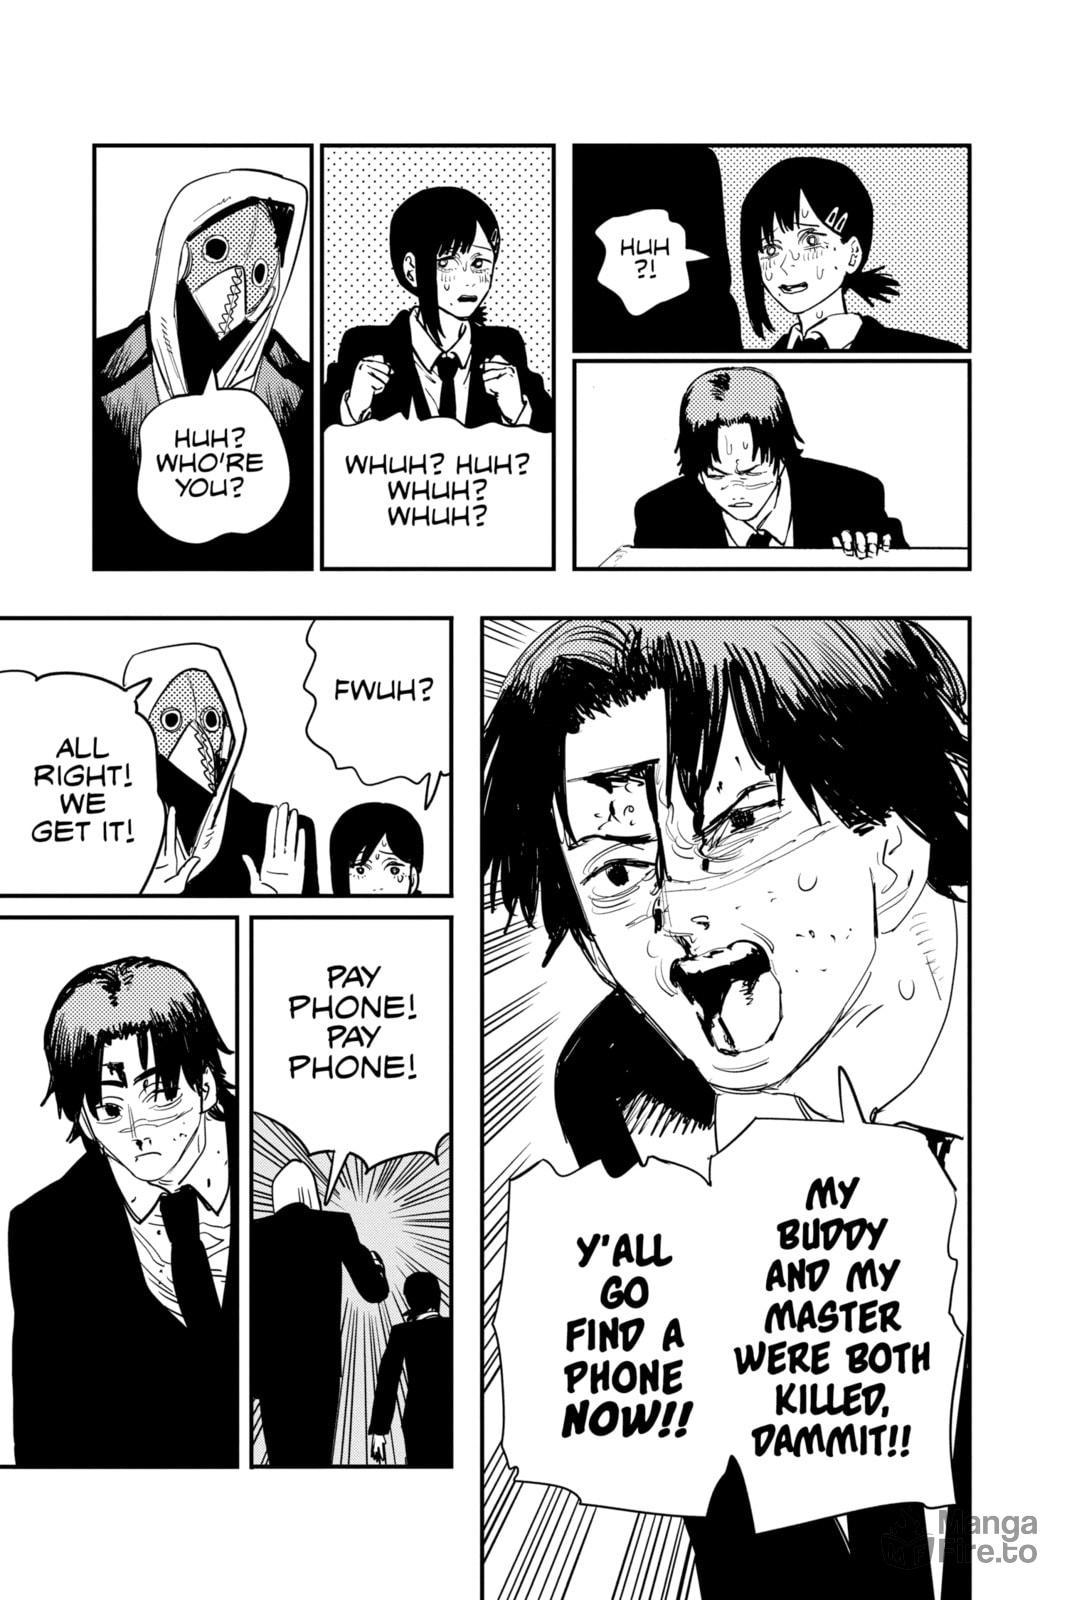 HUH
?!
WHUH? HUH?
WHUH?
WHUH?
HUH?
WHO'RE
YOU?
MY
BUDDY
AND MY
MASTER
WERE BOTH
KILLED,
DAMMIT!!
Y'ALL
GO
FIND A
PHONE
NOW!!
FWUH?
ALL
RIGHT!
WE
GET IT!
PAY
PHONE!
PAY
PHONE!
Manga
Fire.to